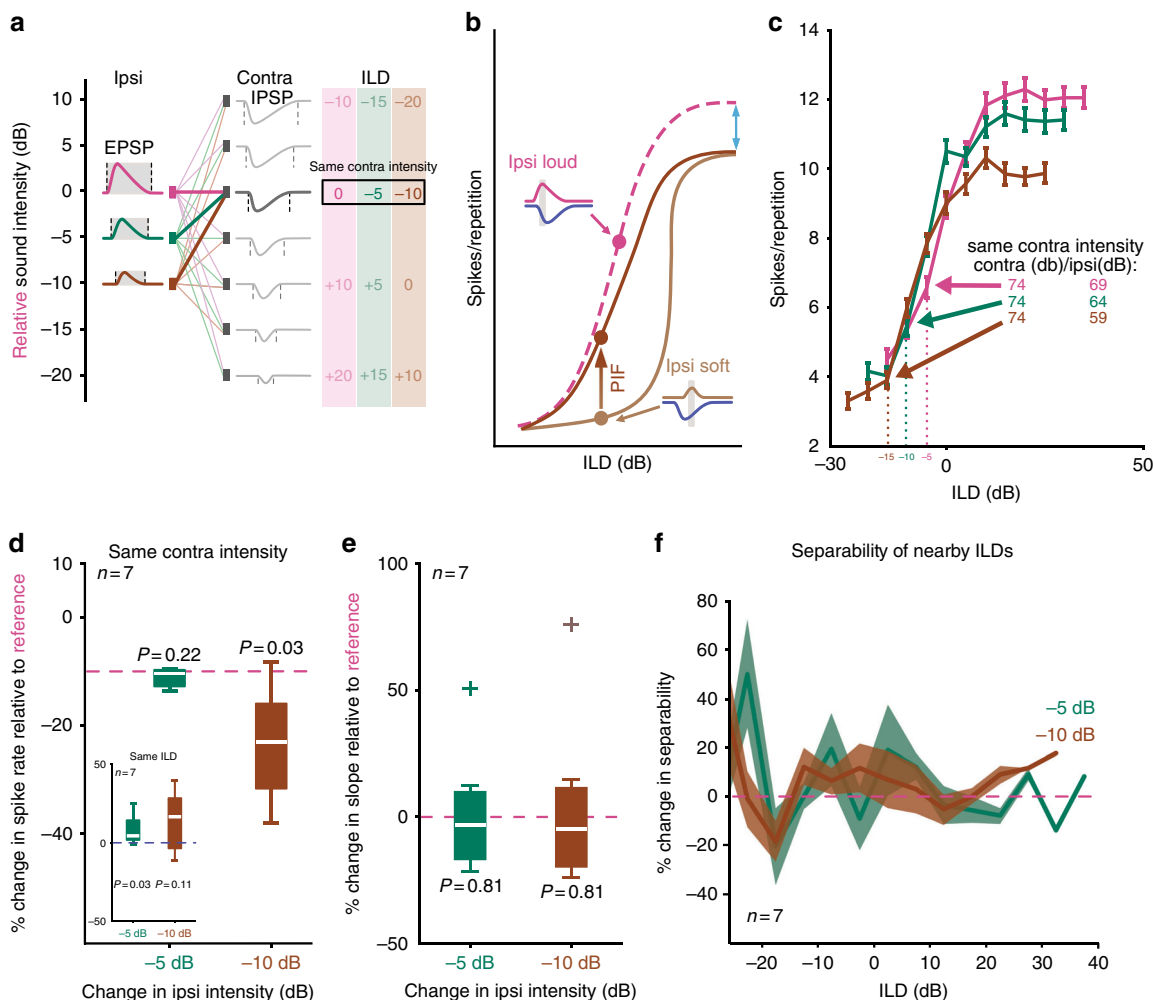 a
Ipsi
Contra
ILD
IPSP
EPSP
Relative sound intensity (dB)
10
5
0
−5
−10
−15
−20
−10 −15 −20
Same contra intensity
0 −5 −10
+10 +5 0
+20 +15 +10
b
Spikes/repetition
Ipsi loud
PIF
Ipsi soft
ILD (dB)
c
Spikes/repetition
14
12
10
8
6
4
2
same contra intensity
contra (db)/ipsi(dB):
74 69
74 64
74 59
−15 −10 −5
−30 0 50
ILD (dB)
d
Same contra intensity
n=7
% change in spike rate relative to reference
10
0
−20
−40
P=0.22
P=0.03
Same ILD
n=7
50
0
−50
P=0.03 P=0.11
−5 dB −10 dB
−5 dB −10 dB
Change in ipsi intensity (dB)
e
n=7
% change in slope relative to reference
100
50
0
−50
P=0.81
P=0.81
−5 dB −10 dB
Change in ipsi intensity (dB)
f
Separability of nearby ILDs
% change in separability
80
60
40
20
0
−20
−40
−5 dB
−10 dB
n=7
−20 −10 0 10 20 30 40
ILD (dB)